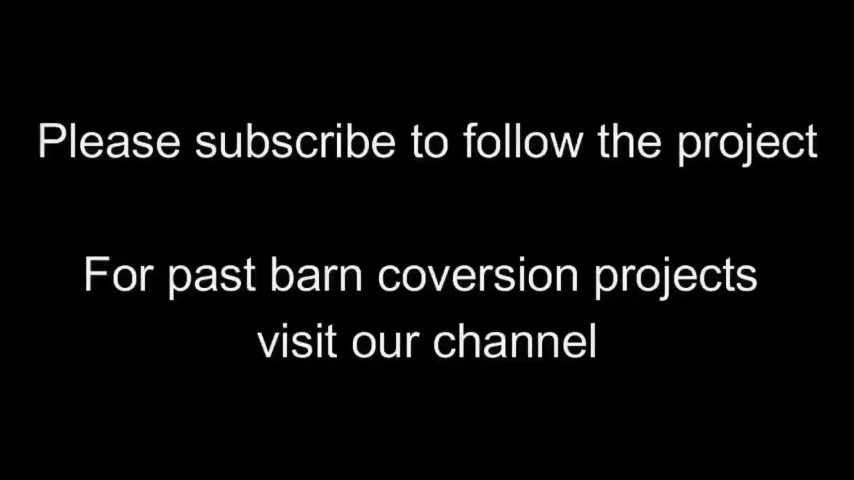 Please subscribe to follow the project
For past barn coversion projects
visit our channel